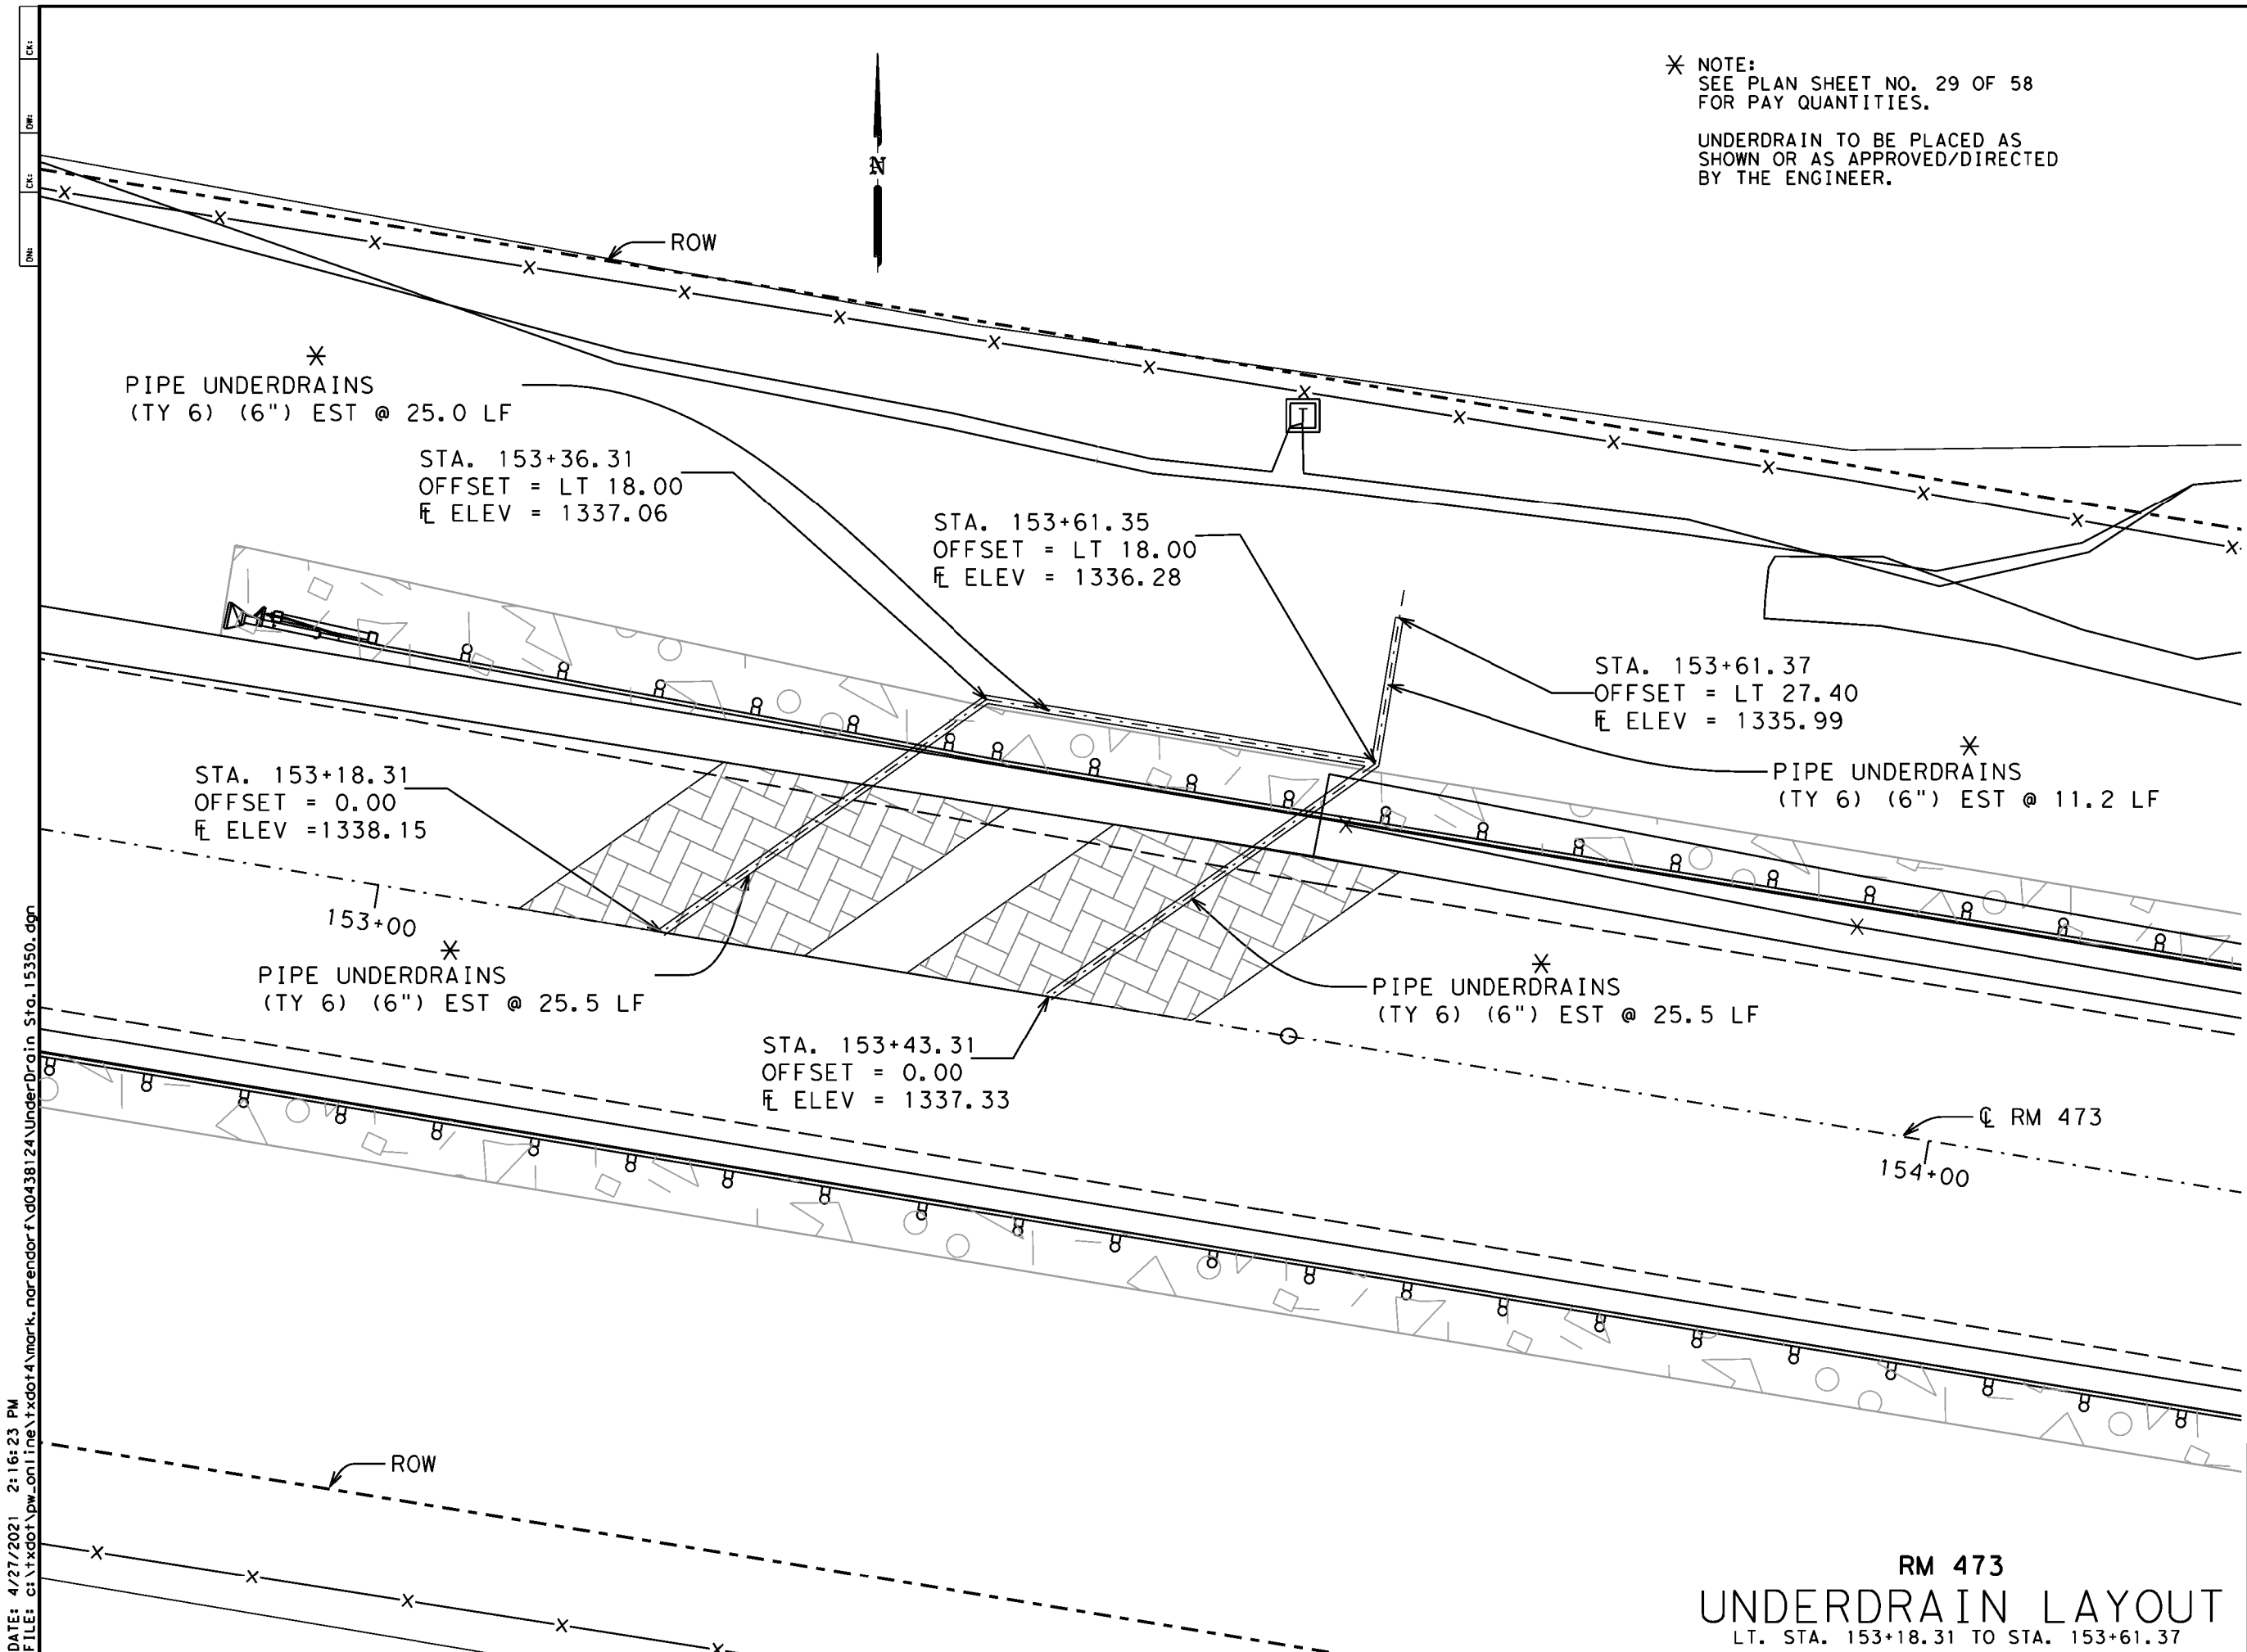 CK:
DW:
CK:
DN:
DATE: 4/27/2021 2:16:23 PM
FILE: c:\txdot\pw_online\txdot4\mark.narendorf\d0438124\UnderDrain Sta.15350.dgn
N
* NOTE:
SEE PLAN SHEET NO. 29 OF 58
FOR PAY QUANTITIES.
UNDERDRAIN TO BE PLACED AS
SHOWN OR AS APPROVED/DIRECTED
BY THE ENGINEER.
ROW
*
PIPE UNDERDRAINS
(TY 6) (6") EST @ 25.0 LF
STA. 153+36.31
OFFSET = LT 18.00
FL ELEV = 1337.06
T
STA. 153+61.35
OFFSET = LT 18.00
FL ELEV = 1336.28
STA. 153+61.37
OFFSET = LT 27.40
FL ELEV = 1335.99
*
PIPE UNDERDRAINS
(TY 6) (6") EST @ 11.2 LF
STA. 153+18.31
OFFSET = 0.00
FL ELEV =1338.15
153+00
*
PIPE UNDERDRAINS
(TY 6) (6") EST @ 25.5 LF
*
PIPE UNDERDRAINS
(TY 6) (6") EST @ 25.5 LF
STA. 153+43.31
OFFSET = 0.00
FL ELEV = 1337.33
CL RM 473
154+00
ROW
RM 473
UNDERDRAIN LAYOUT
LT. STA. 153+18.31 TO STA. 153+61.37